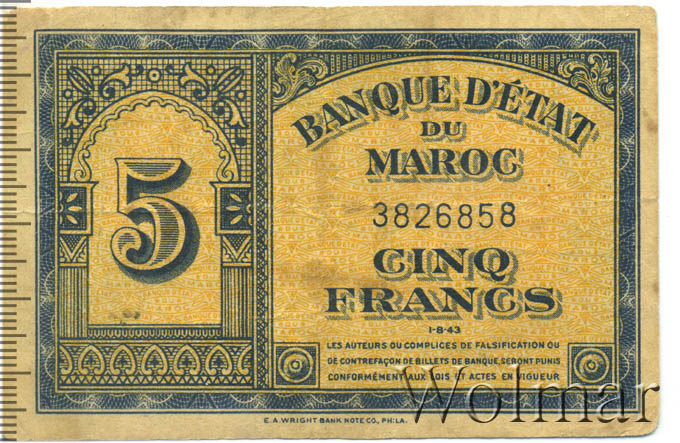 5
BANQUE D'ÉTAT
DU
MAROC
3826858
CINQ
FRANCS
1-8-43
LES AUTEURS OU COMPLICES DE FALSIFICATION OU
DE CONTREFAÇON DE BILLETS DE BANQUE, SERONT PUNIS
CONFORMÉMENT AUX LOIS ET ACTES EN VIGUEUR
E. A. WRIGHT BANK NOTE CO., PHILA.
Wolmar